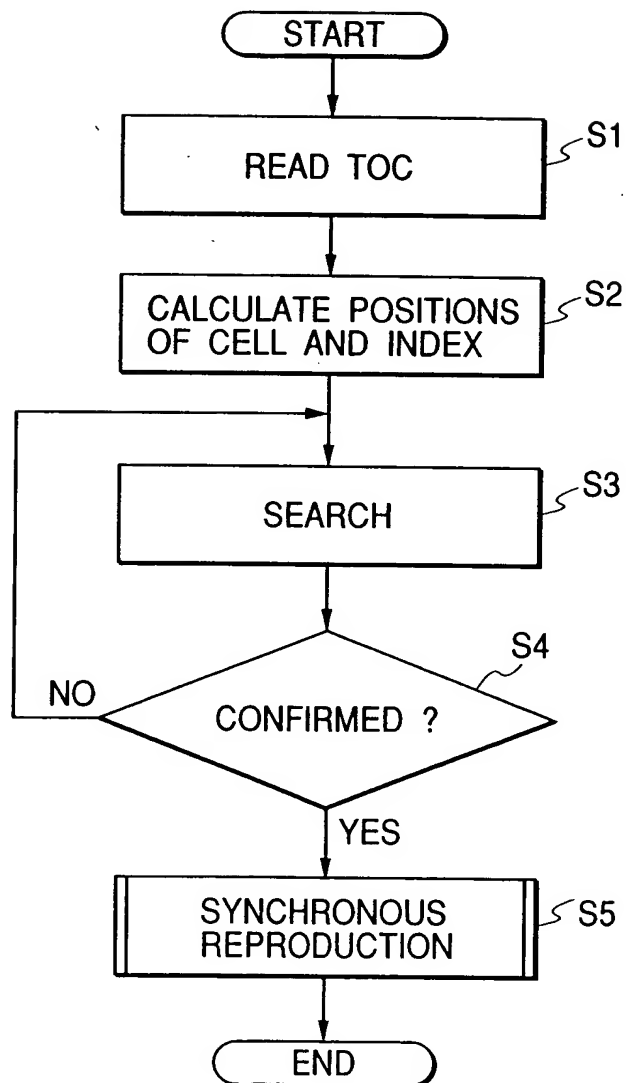 START
READ TOC
S1
CALCULATE POSITIONS
OF CELL AND INDEX
S2
SEARCH
S3
S4
NO
CONFIRMED ?
YES
SYNCHRONOUS
REPRODUCTION
S5
END